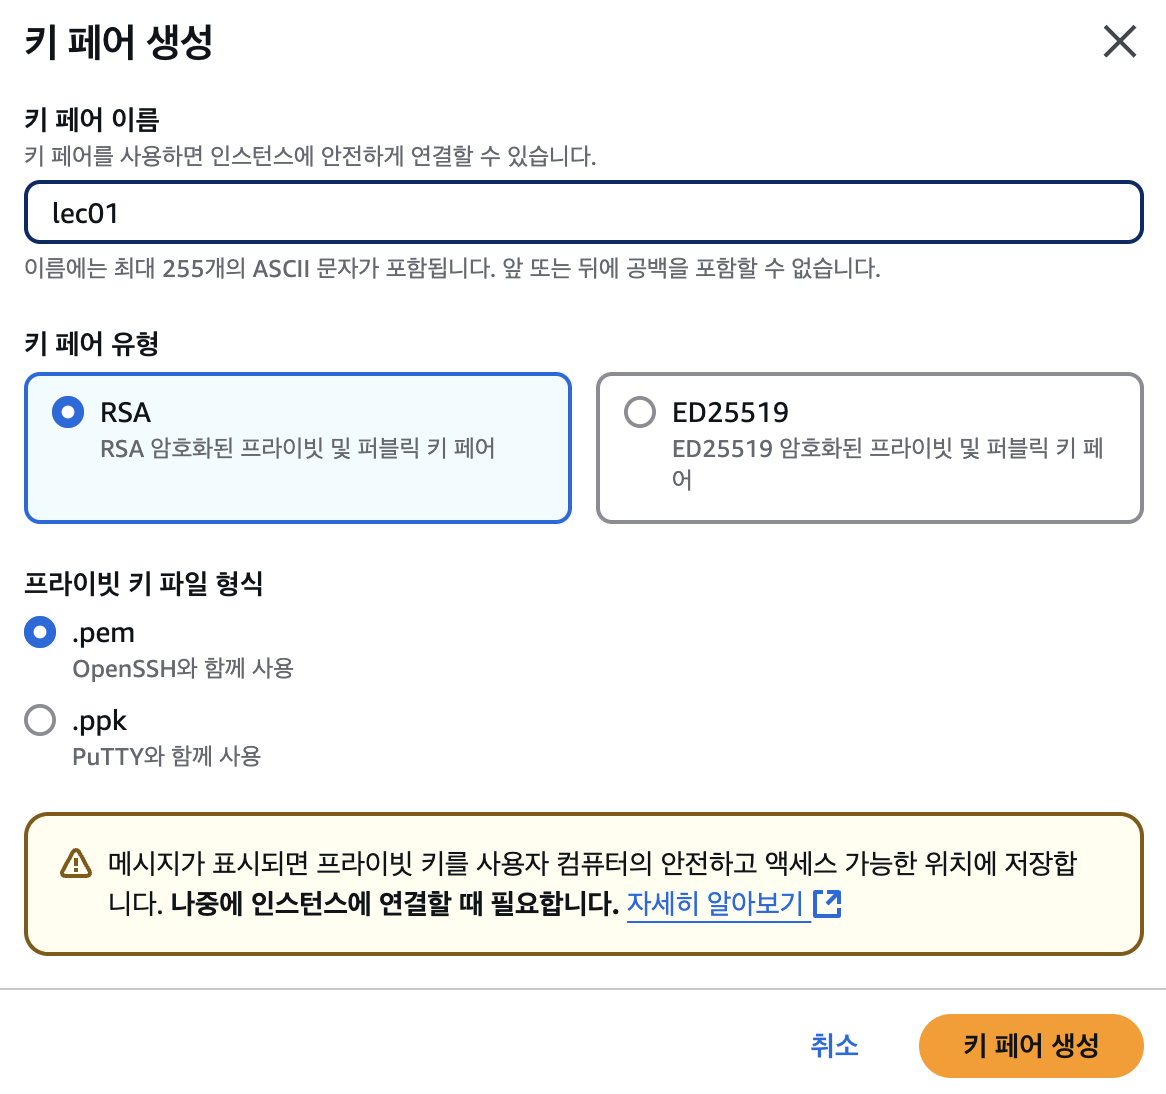 키 페어 생성
키 페어 이름
키 페어를 사용하면 인스턴스에 안전하게 연결할 수 있습니다.
lec01
이름에는 최대 255개의 ASCII 문자가 포함됩니다. 앞 또는 뒤에 공백을 포함할 수 없습니다.
키 페어 유형
RSA
RSA 암호화된 프라이빗 및 퍼블릭 키 페어
ED25519
ED25519 암호화된 프라이빗 및 퍼블릭 키 페
어
프라이빗 키 파일 형식
.pem
OpenSSH와 함께 사용
.ppk
PuTTY와 함께 사용
메시지가 표시되면 프라이빗 키를 사용자 컴퓨터의 안전하고 액세스 가능한 위치에 저장합
니다. 나중에 인스턴스에 연결할 때 필요합니다. 자세히 알아보기
취소
키 페어 생성